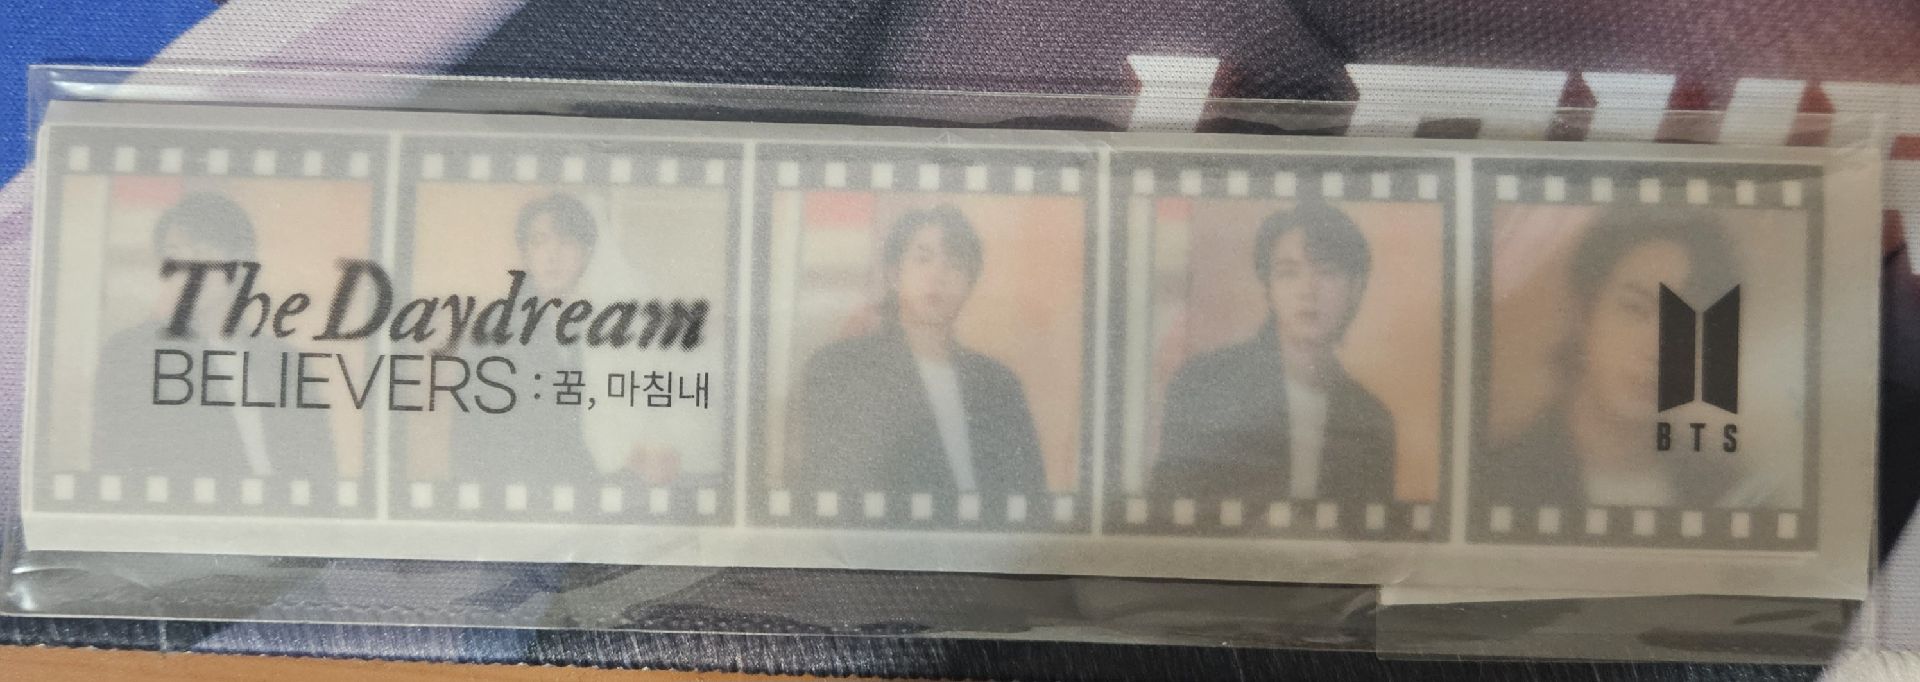 The Daydream
BELIEVERS : 꿈, 마침내
BTS